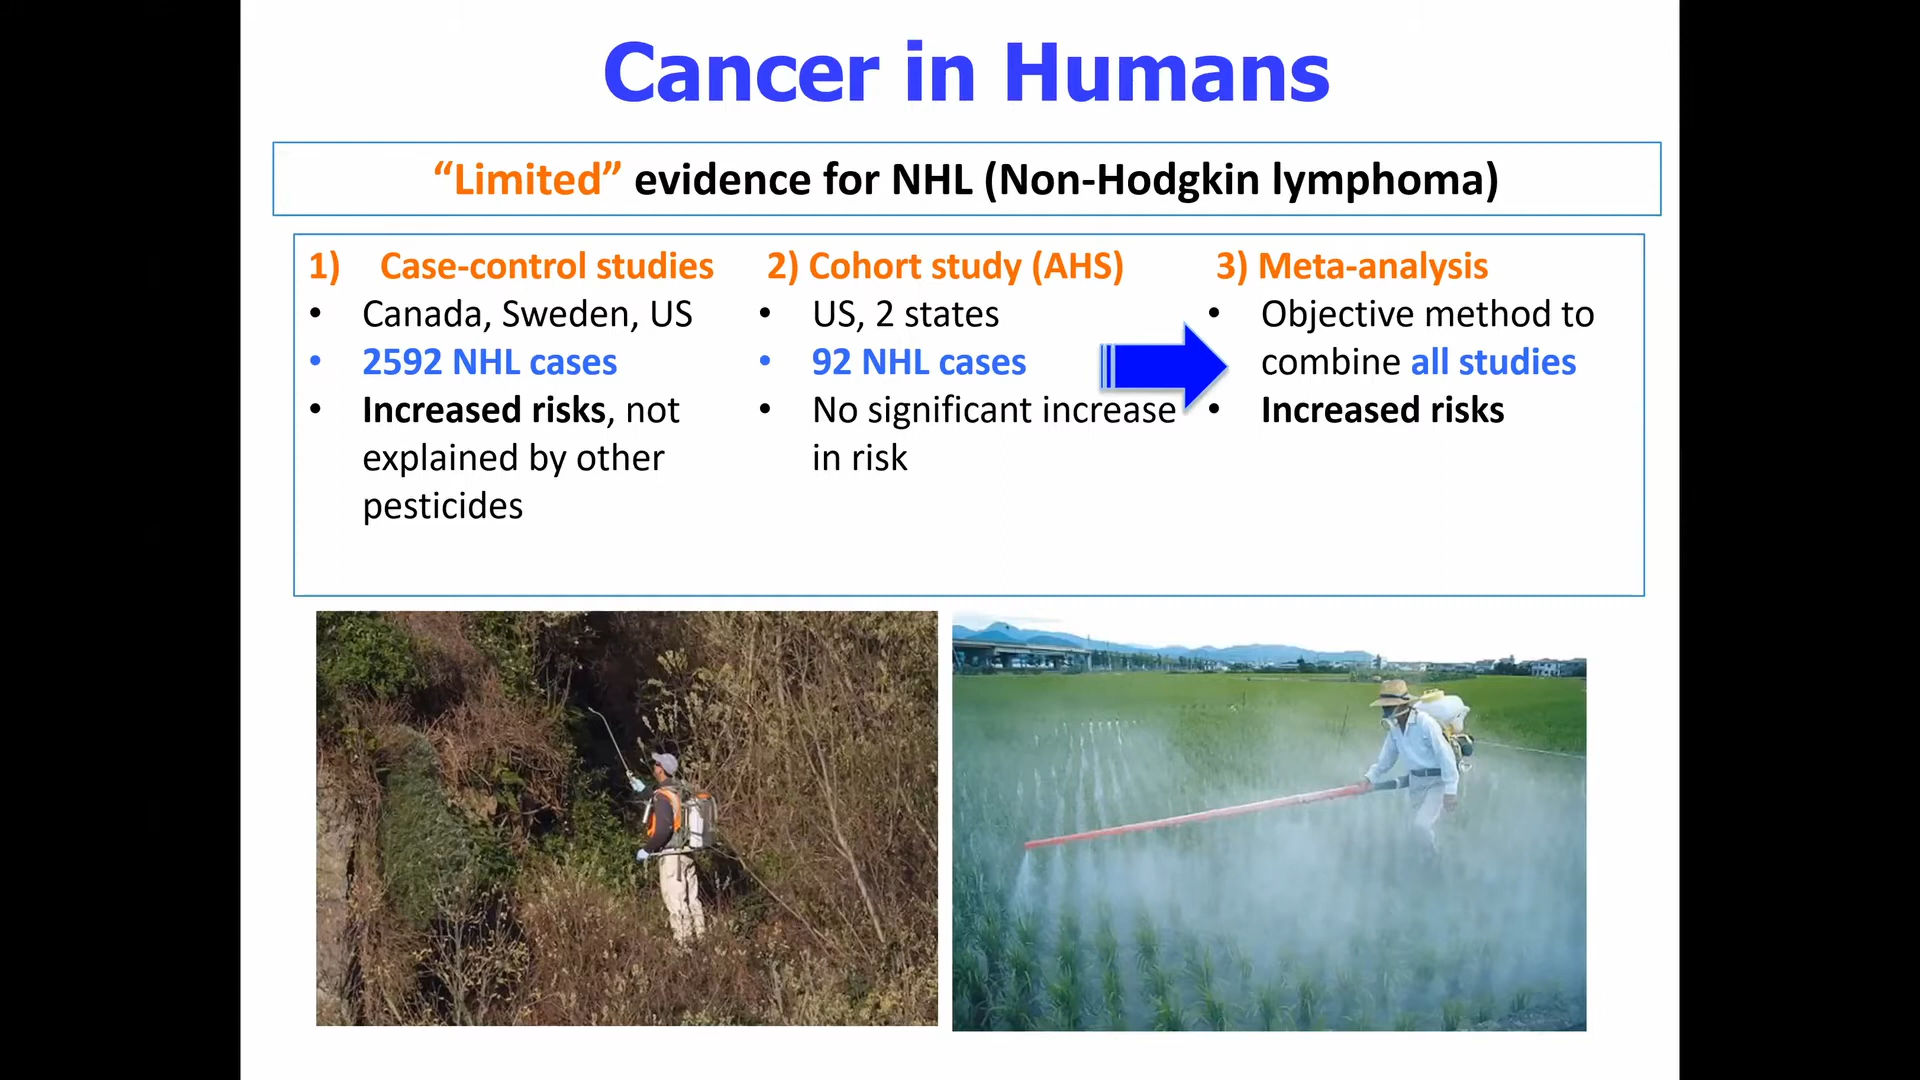 Cancer in Humans
“Limited” evidence for NHL (Non-Hodgkin lymphoma)
1) Case-control studies
• Canada, Sweden, US
• 2592 NHL cases
• Increased risks, not
explained by other
pesticides
2) Cohort study (AHS)
• US, 2 states
• 92 NHL cases
• No significant increase
in risk
3) Meta-analysis
• Objective method to
combine all studies
• Increased risks